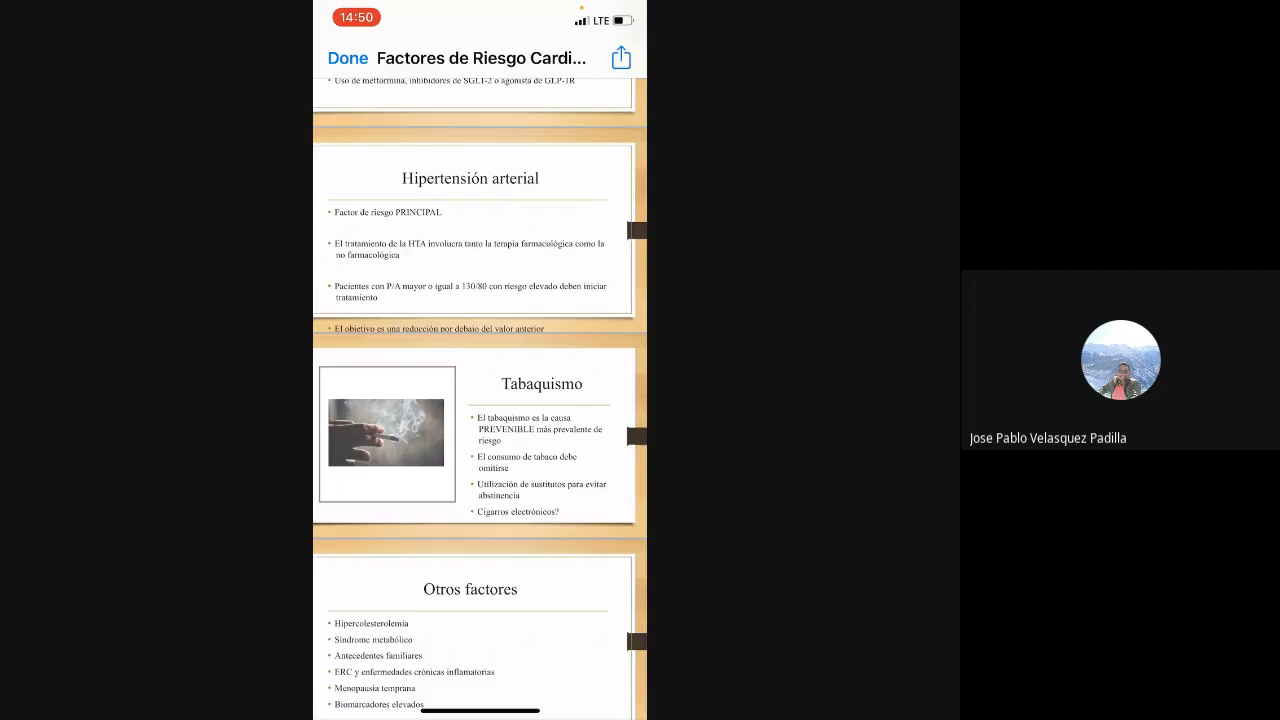 14:50
LTE
Done Factores de Riesgo Cardi...
• Uso de metformina, inhibidores de SGLT-2 o agonista de GLP-1R
Hipertensión arterial
• Factor de riesgo PRINCIPAL
• El tratamiento de la HTA involucra tanto la terapia farmacológica como la
no farmacológica
• Pacientes con P/A mayor o igual a 130/80 con riesgo elevado deben iniciar
tratamiento
• El objetivo es una reducción por debajo del valor anterior
Tabaquismo
• El tabaquismo es la causa
PREVENIBLE más prevalente de
riesgo
• El consumo de tabaco debe
omitirse
• Utilización de sustitutos para evitar
abstinencia
• Cigarros electrónicos?
Otros factores
• Hipercolesterolemia
• Síndrome metabólico
• Antecedentes familiares
• ERC y enfermedades crónicas inflamatorias
• Menopausia temprana
• Biomarcadores elevados
Jose Pablo Velasquez Padilla